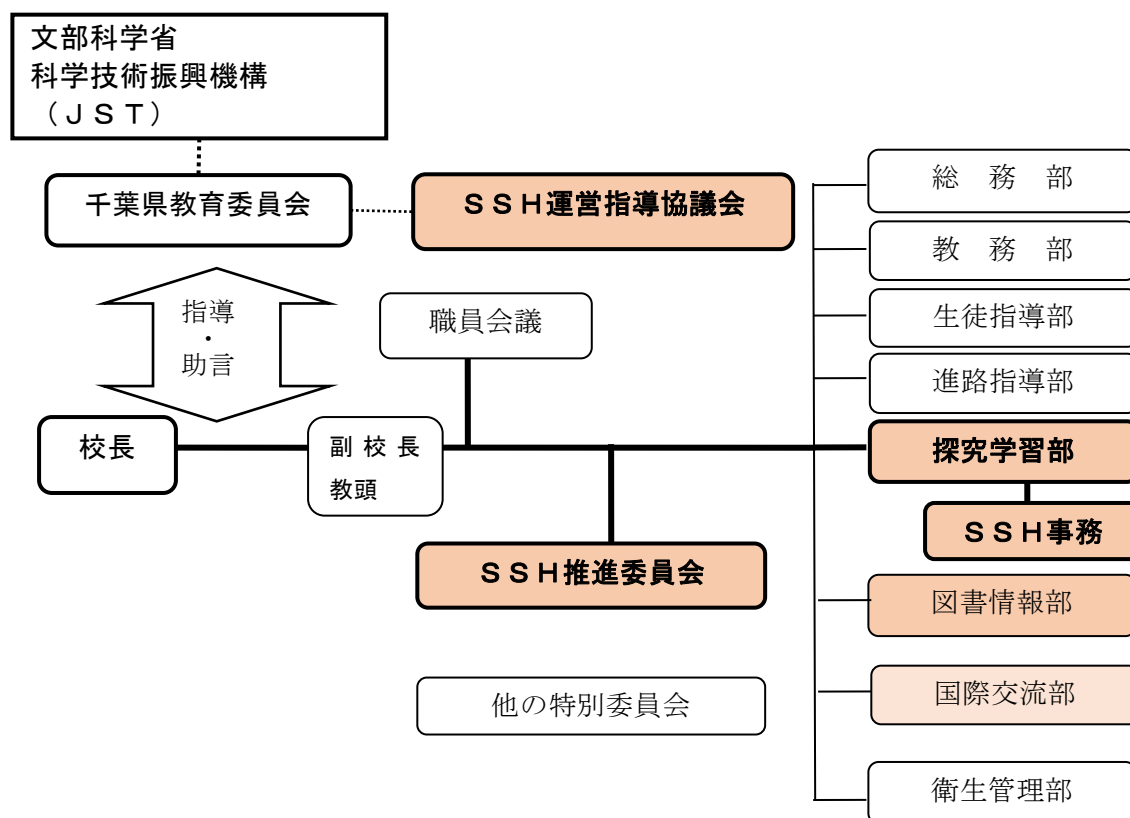 文部科学省
科学技術振興機構
（ＪＳＴ）
千葉県教育委員会
ＳＳＨ運営指導協議会
指導
・
助言
職員会議
校長
副校長
教頭
ＳＳＨ推進委員会
他の特別委員会
総　務　部
教　務　部
生徒指導部
進路指導部
探究学習部
ＳＳＨ事務
図書情報部
国際交流部
衛生管理部